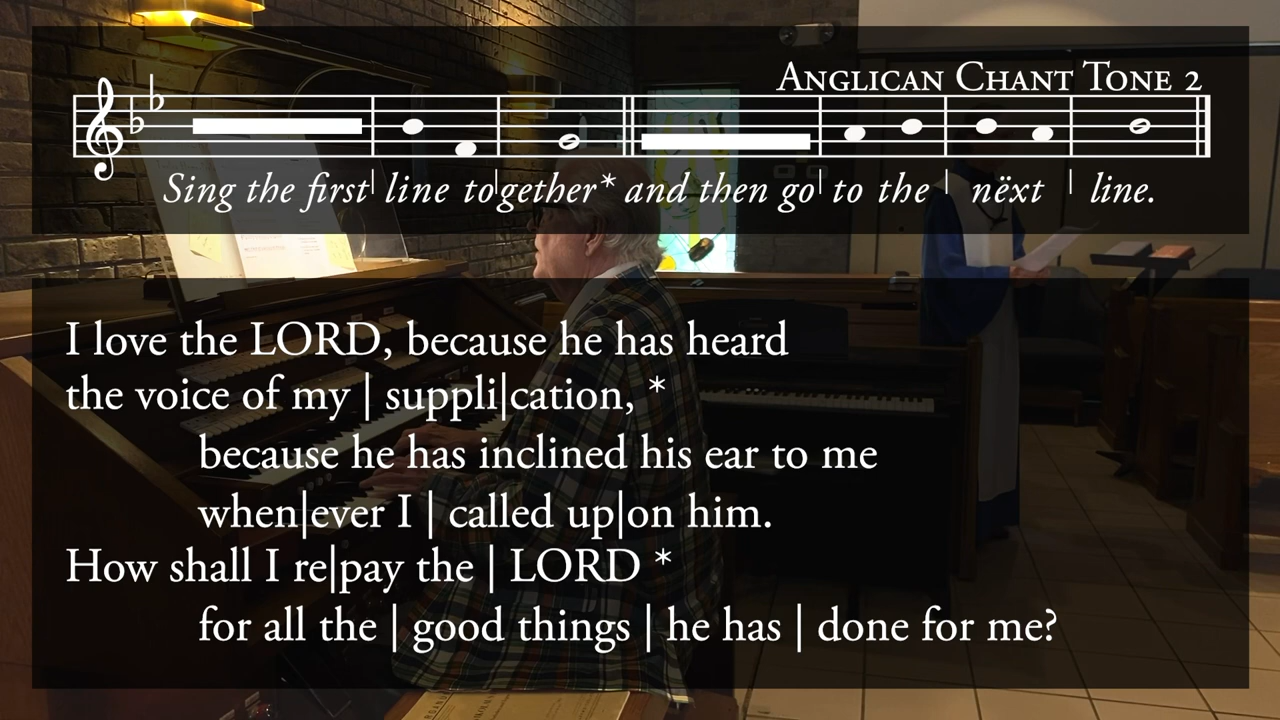 ANGLICAN CHANT TONE 2
Sing the first| line to|gether* and then go| to the | nëxt | line.
I love the LORD, because he has heard
the voice of my | suppli|cation, *
because he has inclined his ear to me
when|ever I | called up|on him.
How shall I re|pay the | LORD *
for all the | good things | he has | done for me?